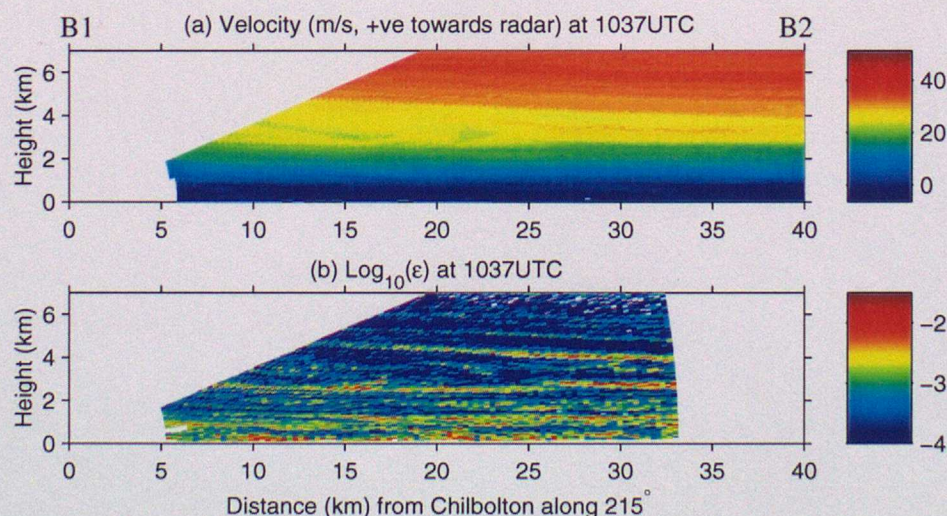 B1 (a) Velocity (m/s, +ve towards radar) at 1037UTC B2
Height (km)
6
4
2
0
0 5 10 15 20 25 30 35 40
40
20
0
(b) Log10(ε) at 1037UTC
Height (km)
6
4
2
0
0 5 10 15 20 25 30 35 40
-2
-3
-4
Distance (km) from Chilbolton along 215°